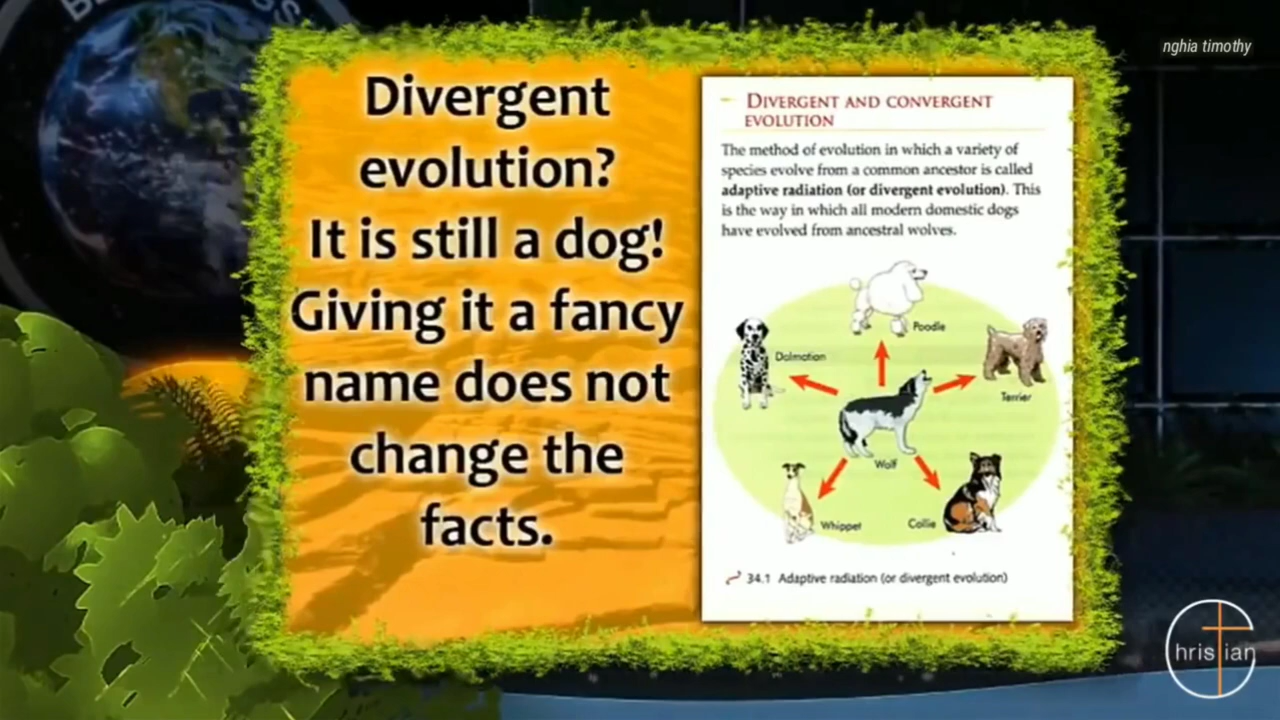 nghia timothy
Divergent
evolution?
It is still a dog!
Giving it a fancy
name does not
change the
facts.
DIVERGENT AND CONVERGENT
EVOLUTION
The method of evolution in which a variety of
species evolve from a common ancestor is called
adaptive radiation (or divergent evolution). This
is the way in which all modern domestic dogs
have evolved from ancestral wolves.
Poodle
Dalmation
Terrier
Wolf
Whippet
Collie
34.1 Adaptive radiation (or divergent evolution)
hristian